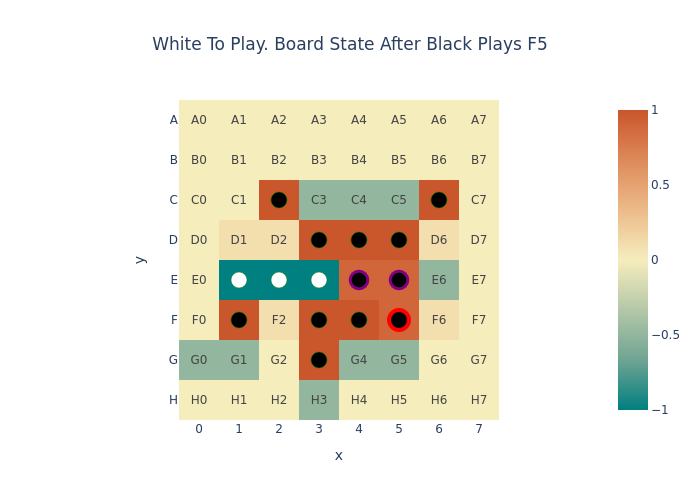 White To Play. Board State After Black Plays F5
A A0 A1 A2 A3 A4 A5 A6 A7
B B0 B1 B2 B3 B4 B5 B6 B7
C C0 C1 C3 C4 C5 C7
D D0 D1 D2 D6 D7
E E0 E6 E7
F F0 F2 F6 F7
G G0 G1 G2 G4 G5 G6 G7
H H0 H1 H2 H3 H4 H5 H6 H7
0 1 2 3 4 5 6 7
x
y
1
0.5
0
−0.5
−1